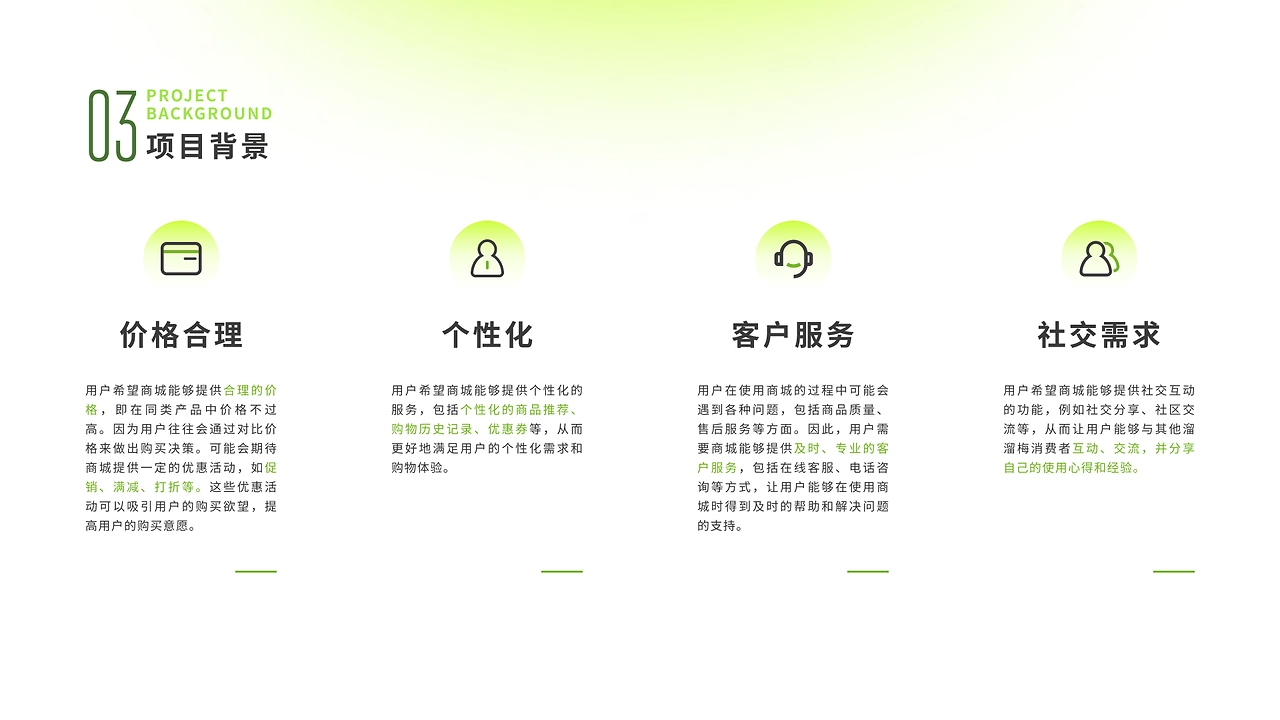 03
PROJECT
BACKGROUND
项目背景
价格合理
用户希望商城能够提供合理的价
格，即在同类产品中价格不过
高。因为用户往往会通过对比价
格来做出购买决策。可能会期待
商城提供一定的优惠活动，如促
销、满减、打折等。这些优惠活
动可以吸引用户的购买欲望，提
高用户的购买意愿。
个性化
用户希望商城能够提供个性化的
服务，包括个性化的商品推荐、
购物历史记录、优惠券等，从而
更好地满足用户的个性化需求和
购物体验。
客户服务
用户在使用商城的过程中可能会
遇到各种问题，包括商品质量、
售后服务等方面。因此，用户需
要商城能够提供及时、专业的客
户服务，包括在线客服、电话咨
询等方式，让用户能够在使用商
城时得到及时的帮助和解决问题
的支持。
社交需求
用户希望商城能够提供社交互动
的功能，例如社交分享、社区交
流等，从而让用户能够与其他溜
溜梅消费者互动、交流，并分享
自己的使用心得和经验。